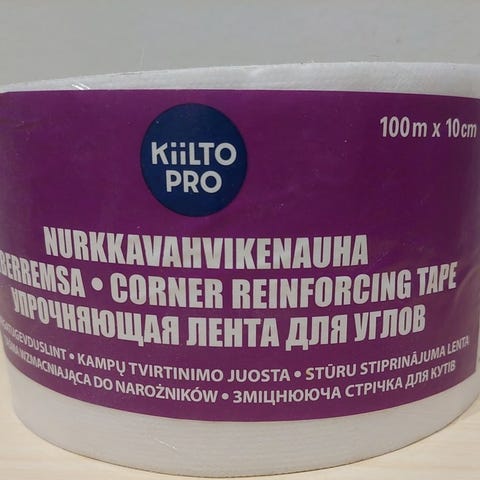 KiiLTO
PRO
100m x 10cm
NURKKAVAHVIKENAUHA
BERREMSA • CORNER REINFORCING TAPE
УПРОЧНЯЮЩАЯ ЛЕНТА ДЛЯ УГЛОВ
• KAMPŲ TVIRTINIMO JUOSTA • STŪRU STIPRINĀJUMA LENTA
WZMACNIAJĄCA DO NAROŻNIKÓW • ЗМІЦНЮЮЧА СТРІЧКА ДЛЯ КУТІВ